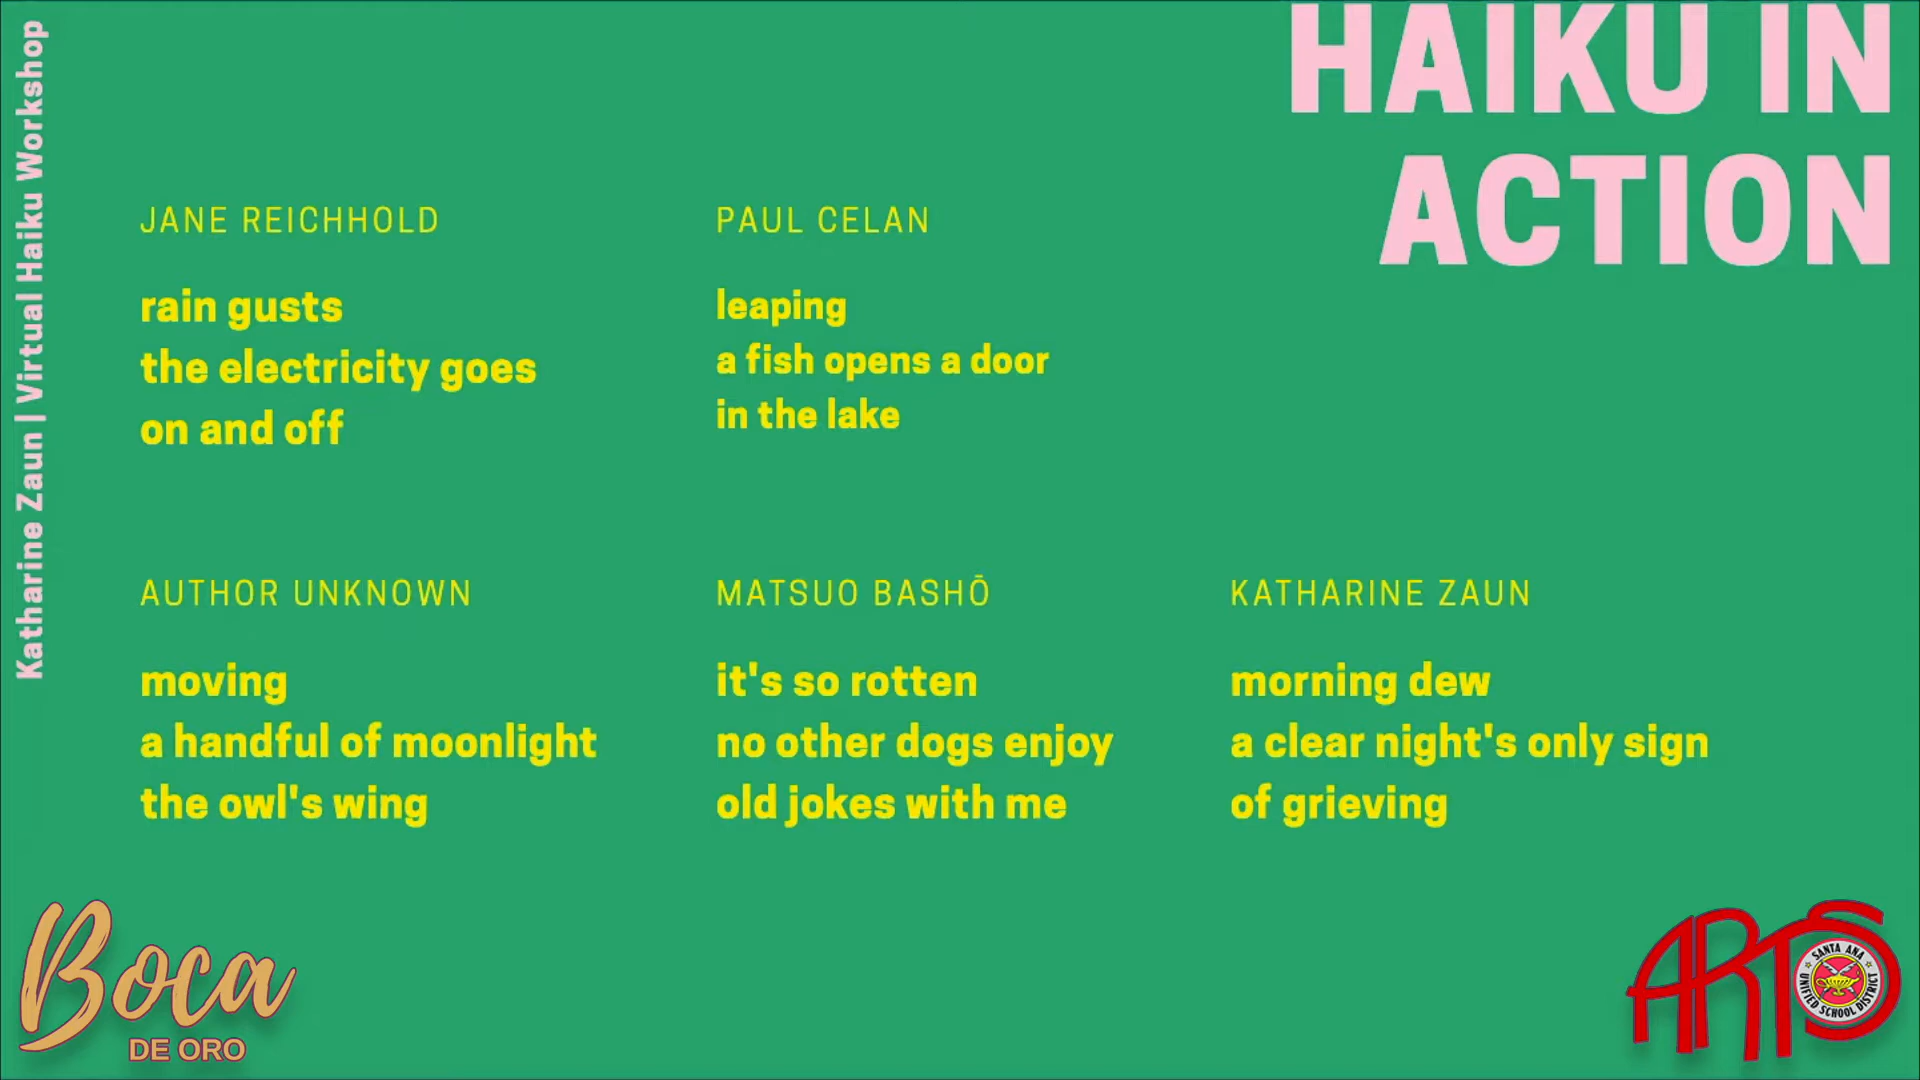 HAIKU IN
ACTION
Katharine Zaun | Virtual Haiku Workshop
JANE REICHHOLD
rain gusts
the electricity goes
on and off
PAUL CELAN
leaping
a fish opens a door
in the lake
AUTHOR UNKNOWN
moving
a handful of moonlight
the owl's wing
MATSUO BASHŌ
it's so rotten
no other dogs enjoy
old jokes with me
KATHARINE ZAUN
morning dew
a clear night's only sign
of grieving
Boca
DE ORO
ARTS
SANTA ANA
UNIFIED SCHOOL DISTRICT